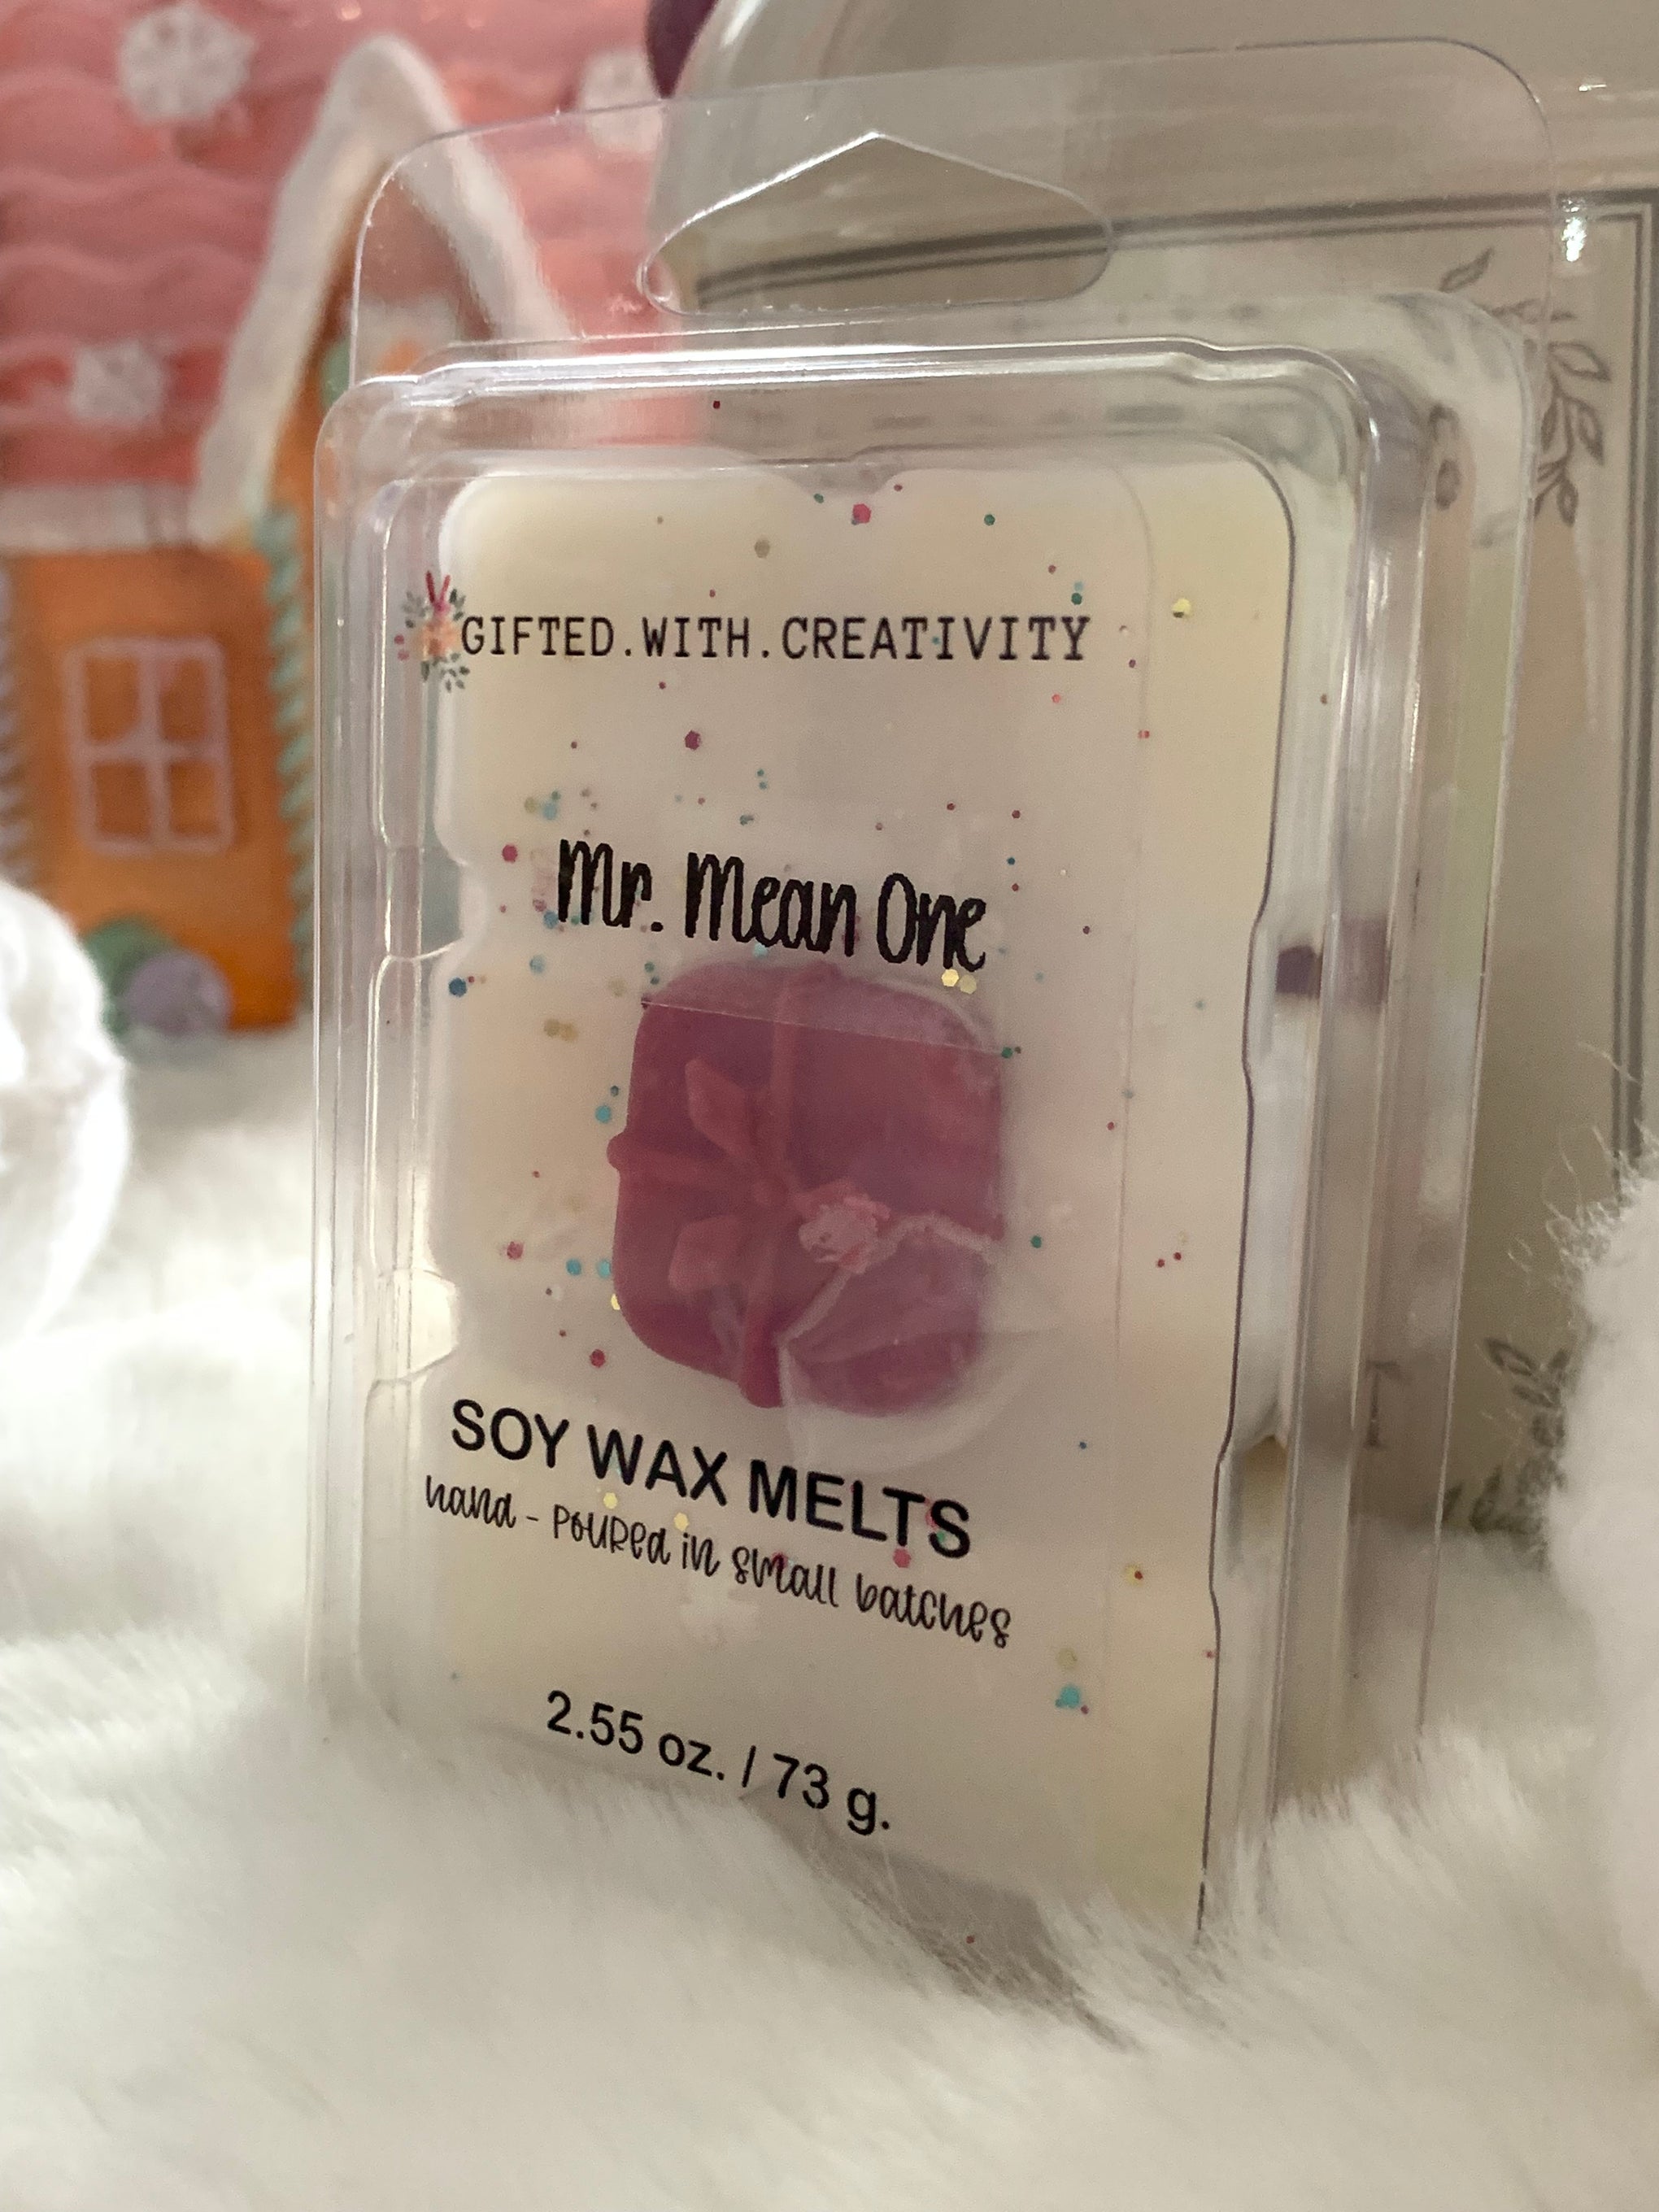 GIFTED.WITH.CREATIVITY
Mr. Mean One
SOY WAX MELTS
hand - poured in small batches
2.55 oz. / 73 g.